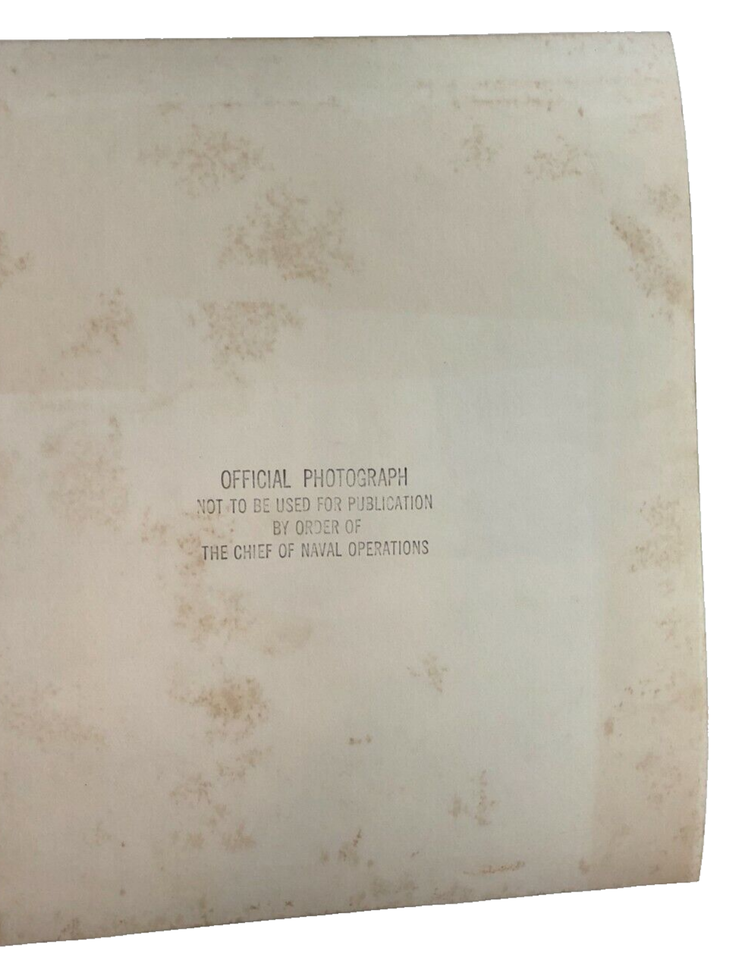 OFFICIAL PHOTOGRAPH
NOT TO BE USED FOR PUBLICATION
BY ORDER OF
THE CHIEF OF NAVAL OPERATIONS